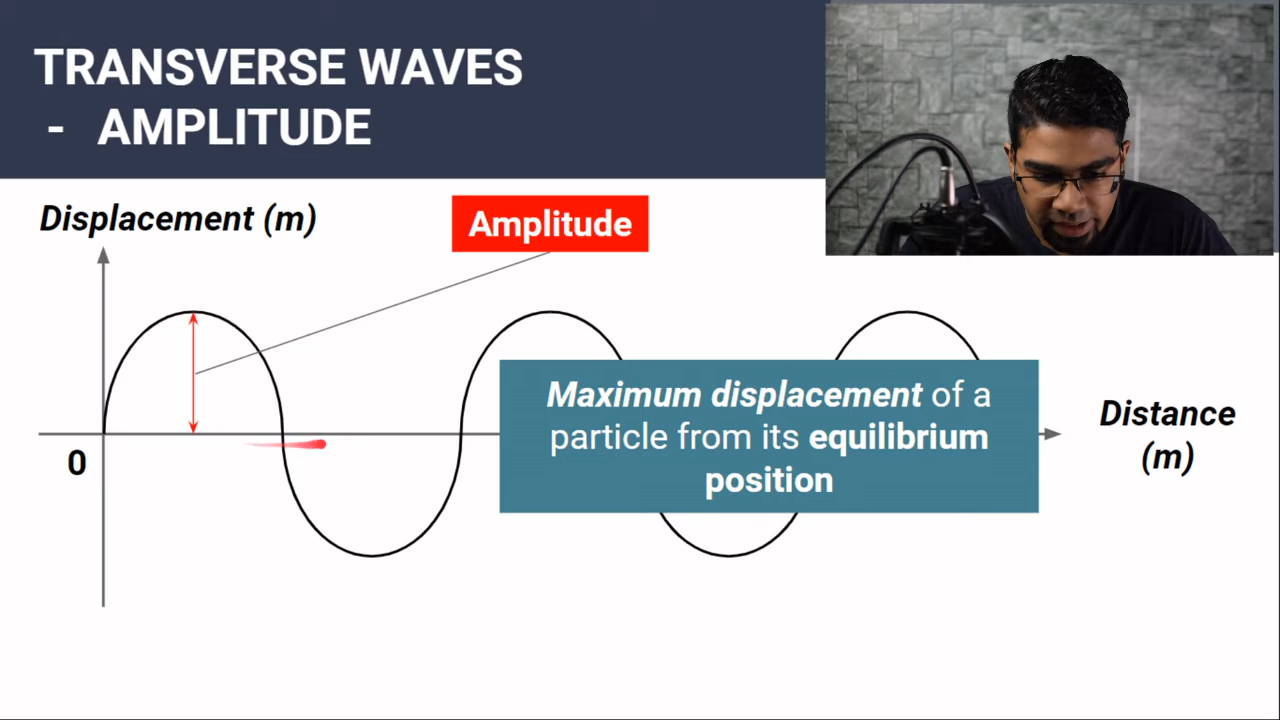 TRANSVERSE WAVES
- AMPLITUDE
Displacement (m)
Amplitude
Maximum displacement of a
particle from its equilibrium
position
Distance
(m)
0